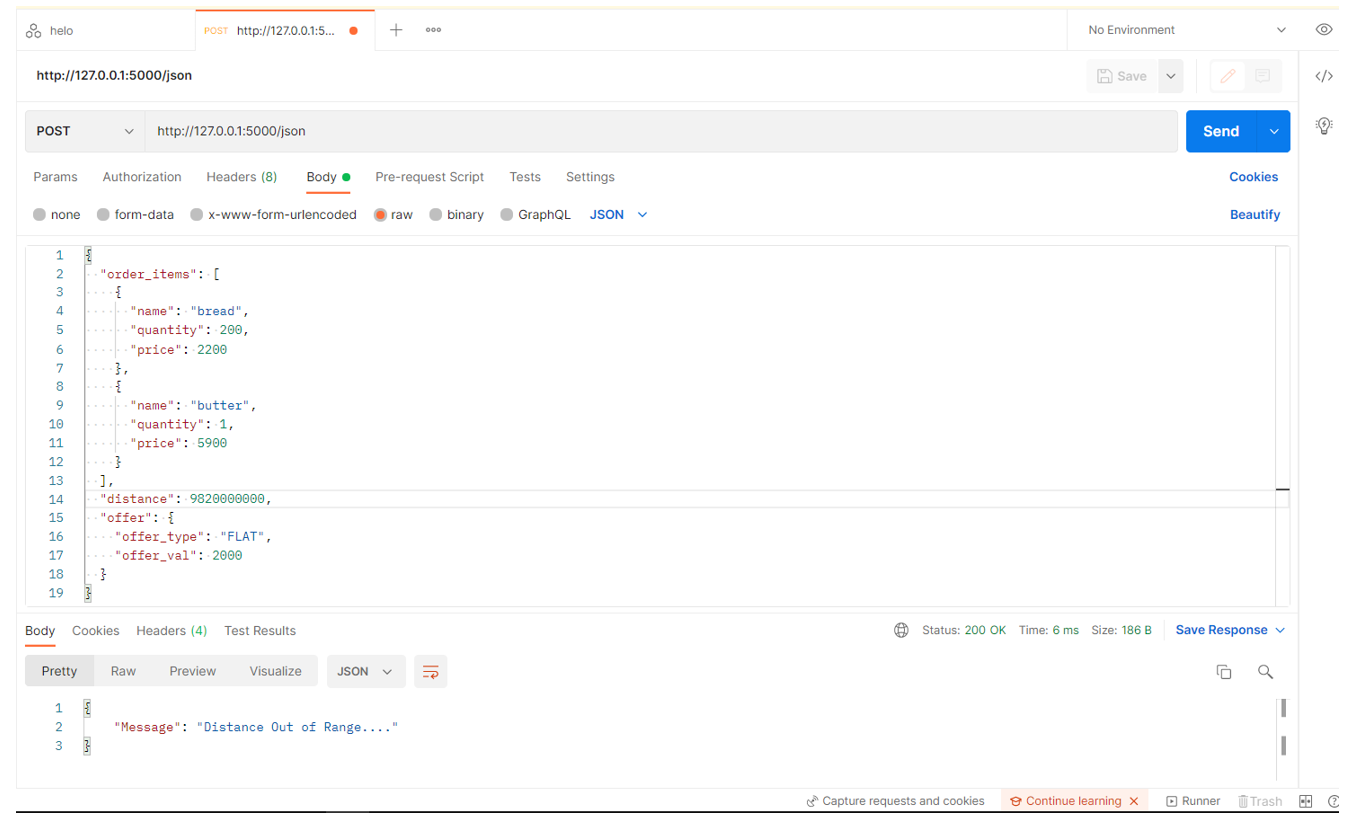 helo POST http://127.0.0.1:5... No Environment
http://127.0.0.1:5000/json Save
POST http://127.0.0.1:5000/json Send
Params Authorization Headers (8) Body Pre-request Script Tests Settings Cookies
none form-data x-www-form-urlencoded raw binary GraphQL JSON Beautify
1 {
2 "order_items": [
3 {
4 "name": "bread",
5 "quantity": 200,
6 "price": 2200
7 },
8 {
9 "name": "butter",
10 "quantity": 1,
11 "price": 5900
12 }
13 ],
14 "distance": 9820000000,
15 "offer": {
16 "offer_type": "FLAT",
17 "offer_val": 2000
18 }
19 }
Body Cookies Headers (4) Test Results Status: 200 OK Time: 6 ms Size: 186 B Save Response
Pretty Raw Preview Visualize JSON
1 {
2 "Message": "Distance Out of Range...."
3 }
Capture requests and cookies Continue learning Runner Trash